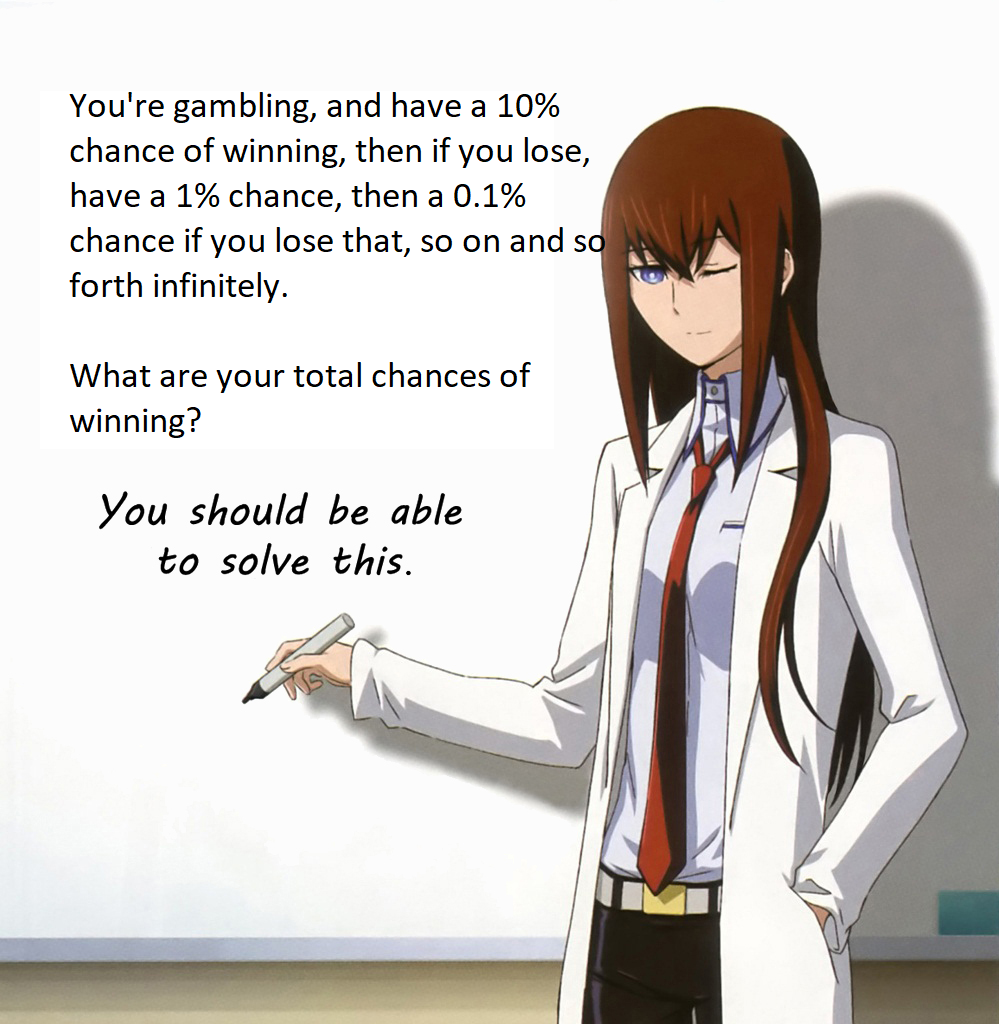 You're gambling, and have a 10%
chance of winning, then if you lose,
have a 1% chance, then a 0.1%
chance if you lose that, so on and so
forth infinitely.
What are your total chances of
winning?
You should be able
to solve this.